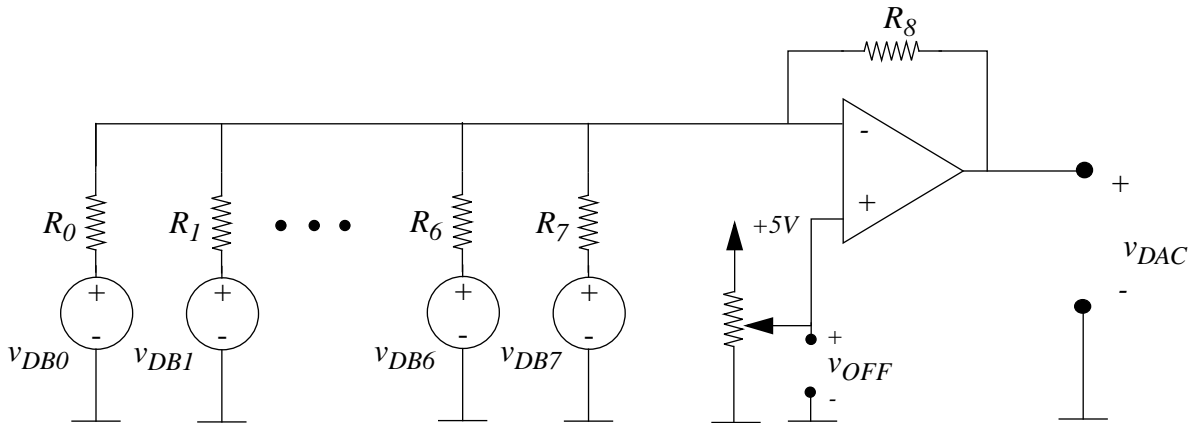 R8
-
+
R0
R1
R6
R7
+5V
+
vDAC
-
+
-
vDB0
+
-
vDB1
+
-
vDB6
+
-
vDB7
+
vOFF
-